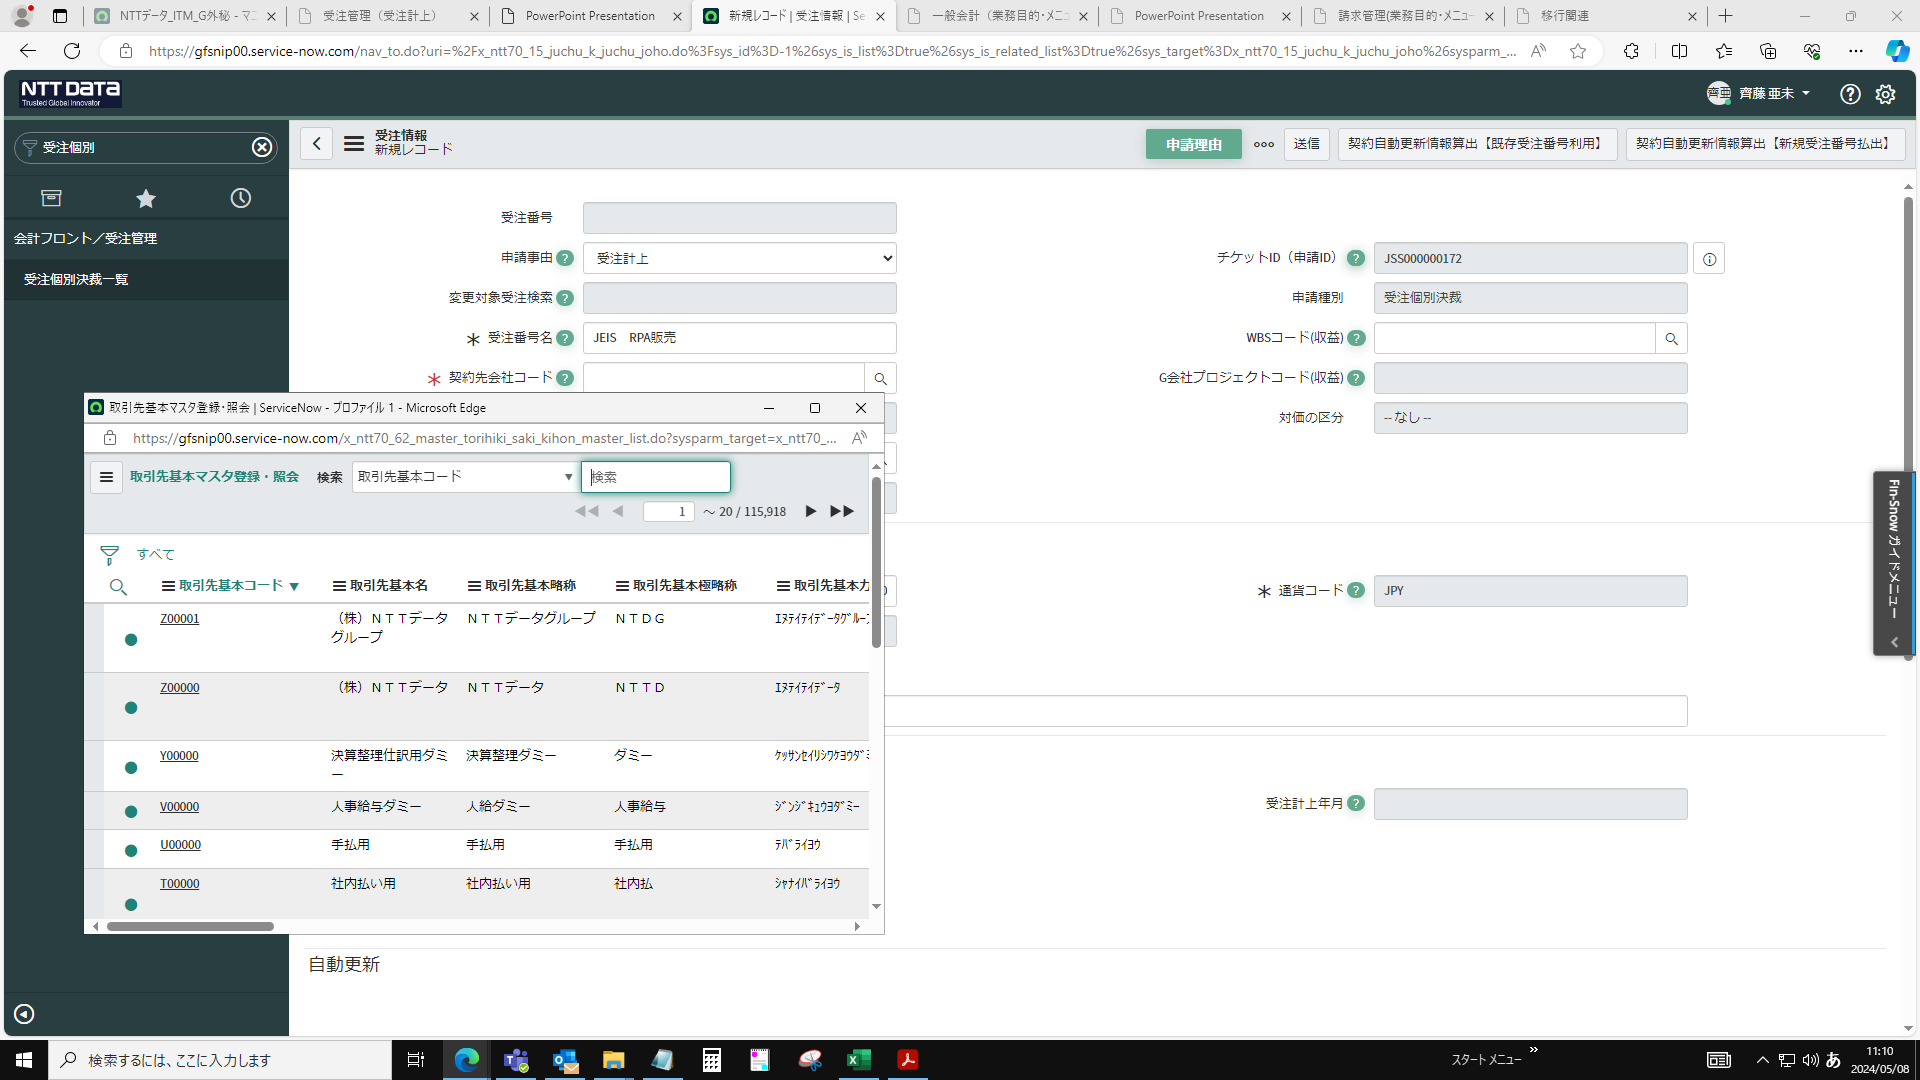 NTTデータ_ITM_G外秘 - マニ
受注管理（受注計上）
PowerPoint Presentation
新規レコード | 受注情報 | Se
一般会計（業務目的･メニュ
PowerPoint Presentation
請求管理(業務目的･メニュー
移行関連
https://gfsnip00.service-now.com/nav_to.do?uri=%2Fx_ntt70_15_juchu_k_juchu_joho.do%3Fsys_id%3D-1%26sys_is_list%3Dtrue%26sys_is_related_list%3Dtrue%26sys_target%3Dx_ntt70_15_juchu_k_juchu_joho%26sysparm_...
NTT DATA
Trusted Global Innovator
齊亜
齊藤 亜未
受注個別
会計フロント／受注管理
受注個別決裁一覧
受注情報
新規レコード
申請理由
送信
契約自動更新情報算出【既存受注番号利用】
契約自動更新情報算出【新規受注番号払出】
受注番号
申請事由 ?
受注計上
チケットID（申請ID） ?
JSS000000172
変更対象受注検索 ?
申請種別
受注個別決裁
* 受注番号名 ?
JEIS　RPA販売
WBSコード(収益) ?
* 契約先会社コード ?
G会社プロジェクトコード(収益) ?
対価の区分
-- なし --
* 通貨コード ?
JPY
受注計上年月 ?
自動更新
Fin-Snow ガイドメニュー
取引先基本マスタ登録･照会 | ServiceNow - プロファイル 1 - Microsoft Edge
https://gfsnip00.service-now.com/x_ntt70_62_master_torihiki_saki_kihon_master_list.do?sysparm_target=x_ntt70_...
取引先基本マスタ登録・照会
検索
取引先基本コード
検索
1 ～ 20 / 115,918
すべて
取引先基本コード ▼
取引先基本名
取引先基本略称
取引先基本極略称
取引先基本カ
Z00001
（株）ＮＴＴデータグループ
ＮＴＴデータグループ
ＮＴＤＧ
ｴﾇﾃｲﾃｲﾃﾞｰﾀｸﾞﾙｰﾌﾟ
Z00000
（株）ＮＴＴデータ
ＮＴＴデータ
ＮＴＴＤ
ｴﾇﾃｲﾃｲﾃﾞｰﾀ
Y00000
決算整理仕訳用ダミー
決算整理ダミー
ダミー
ｹｯｻﾝｾｲﾘｼﾜｹﾖｳﾀﾞﾐ
V00000
人事給与ダミー
人給ダミー
人事給与
ｼﾞﾝｼﾞｷｭｳﾖﾀﾞﾐｰ
U00000
手払用
手払用
手払用
ﾃﾊﾞﾗｲﾖｳ
T00000
社内払い用
社内払い用
社内払
ｼｬﾅｲﾊﾞﾗｲﾖｳ
検索するには、ここに入力します
スタート メニュー
あ
11:10
2024/05/08